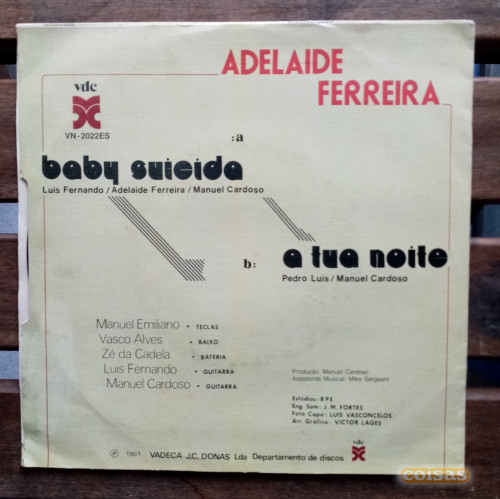 ADELAIDE
FERREIRA
vdc
VN-2022ES
:a
baby suicida
Luis Fernando / Adelaide Ferreira / Manuel Cardoso
b:
a tua noite
Pedro Luis / Manuel Cardoso
Manuel Emiliano • TECLAS
Vasco Alves • BAIXO
Zé da Cadela • BATERIA
Luis Fernando • GUITARRA
Manuel Cardoso • GUITARRA
Produção: Manuel Cardoso
Assistente Musical: Mike Sergeant
Estúdios: RPE
Eng. Som: J. M. FORTES
Foto Capa: LUIS VASCONCELOS
Arr. Gráfico: VICTOR LAGES
Ⓟ 1981 VADECA J.C. DONAS Lda Departamento de discos
vdc
coisas